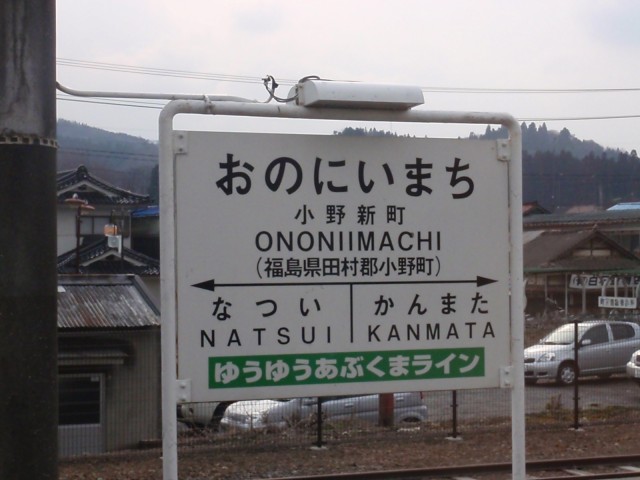 おのにいまち
小野新町
ONONIIMACHI
（福島県田村郡小野町）
なつい かんまた
NATSUI KANMATA
ゆうゆうあぶくまライン